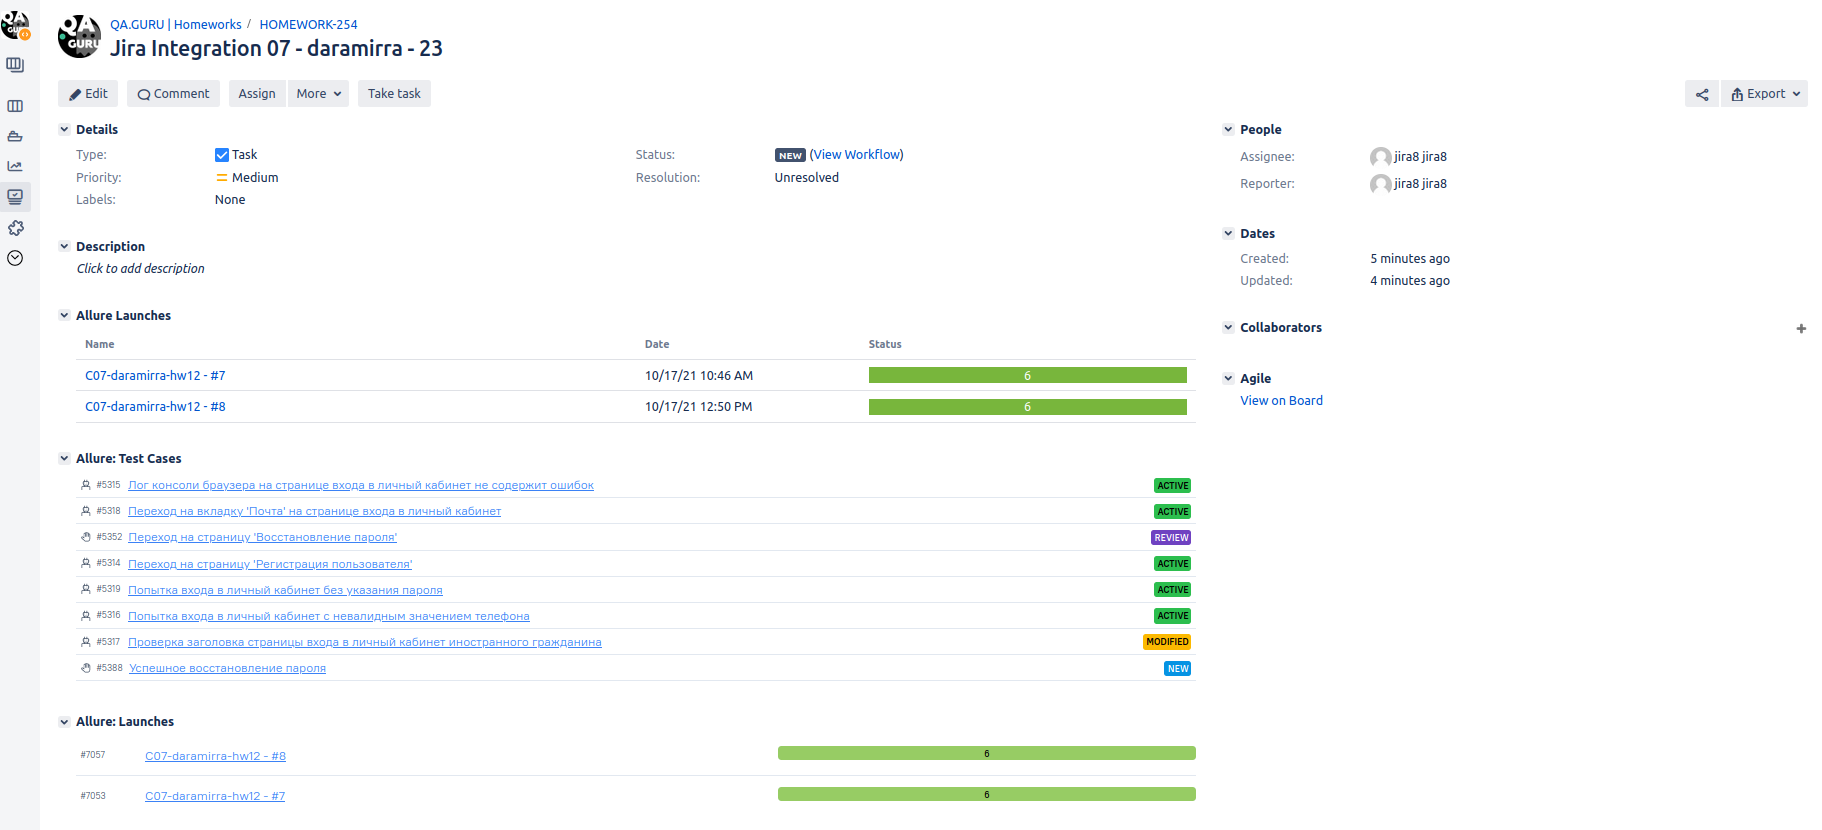 QA
GURU
QA.GURU | Homeworks / HOMEWORK-254
Jira Integration 07 - daramirra - 23
Edit Comment Assign More Take task Export
Details
Type: Task Status: NEW (View Workflow)
Priority: Medium Resolution: Unresolved
Labels: None
Description
Click to add description
Allure Launches
Name Date Status
C07-daramirra-hw12 - #7 10/17/21 10:46 AM 6
C07-daramirra-hw12 - #8 10/17/21 12:50 PM 6
Allure: Test Cases
#5315 Лог консоли браузера на странице входа в личный кабинет не содержит ошибок ACTIVE
#5318 Переход на вкладку 'Почта' на странице входа в личный кабинет ACTIVE
#5352 Переход на страницу 'Восстановление пароля' REVIEW
#5314 Переход на страницу 'Регистрация пользователя' ACTIVE
#5319 Попытка входа в личный кабинет без указания пароля ACTIVE
#5316 Попытка входа в личный кабинет с невалидным значением телефона ACTIVE
#5317 Проверка заголовка страницы входа в личный кабинет иностранного гражданина MODIFIED
#5388 Успешное восстановление пароля NEW
Allure: Launches
#7057 C07-daramirra-hw12 - #8 6
#7053 C07-daramirra-hw12 - #7 6
People
Assignee: jira8 jira8
Reporter: jira8 jira8
Dates
Created: 5 minutes ago
Updated: 4 minutes ago
Collaborators
Agile
View on Board